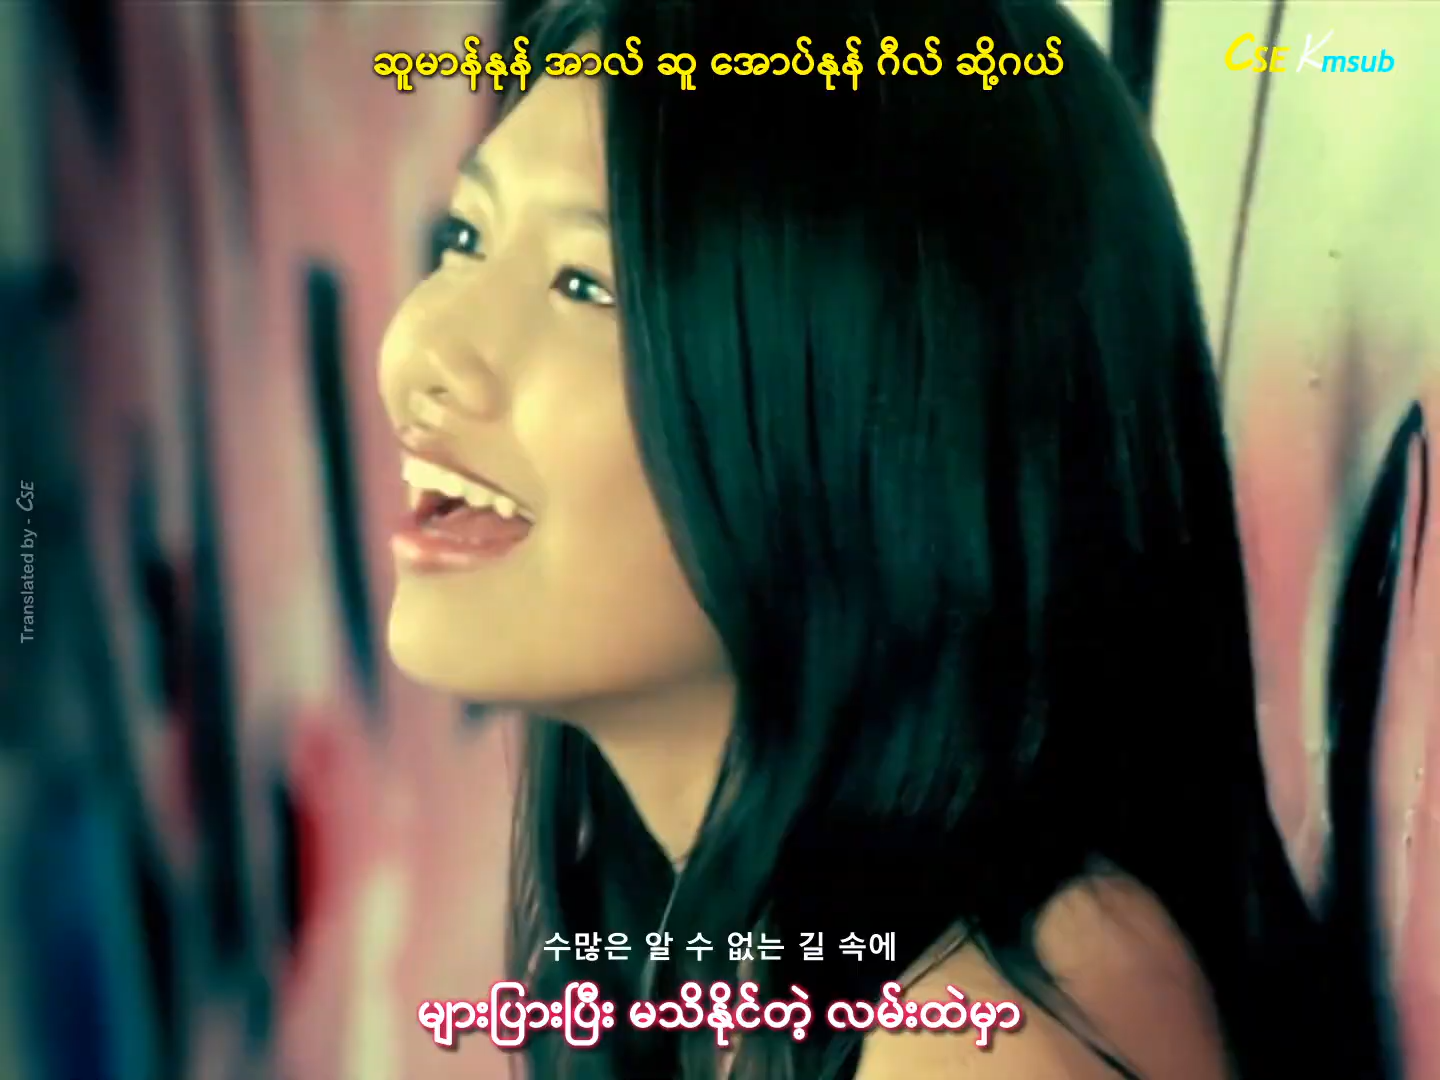 ဆူမာန်နုန် အာလ် ဆူ အောပ်နုန် ဂီလ် ဆို့ဂယ်
CSE Kmsub
Translated by - CSE
수많은 알 수 없는 길 속에
များပြားပြီး မသိနိုင်တဲ့ လမ်းထဲမှာ